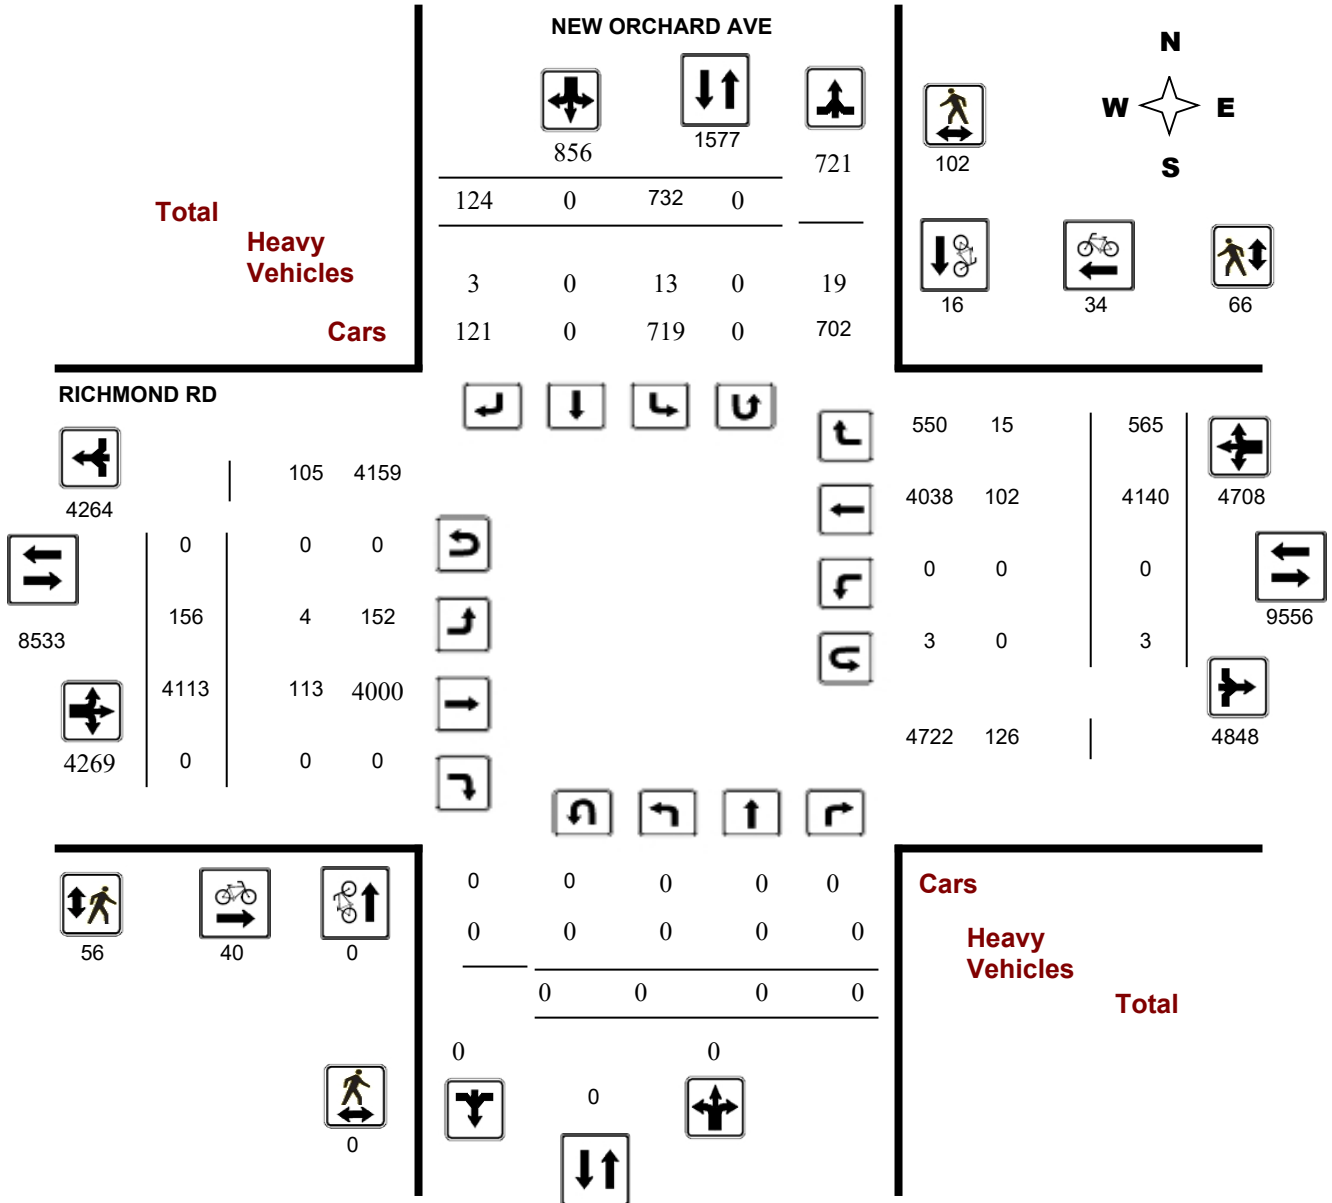 NEW ORCHARD AVE
N
W E
S
856 1577 721 102
124 0 732 0
Total
Heavy
Vehicles
3 0 13 0 19
16 34 66
Cars 121 0 719 0 702
RICHMOND RD
550 15 565
105 4159
4264
4038 102 4140 4708
0 0 0
0 0 0
156 4 152
9556
8533
3 0 3
4113 113 4000
4722 126 4848
4269 0 0 0
0 0 0 0 0
Cars
56 40 0
0 0 0 0 0
Heavy
Vehicles
0 0 0 0
Total
0 0
0
0